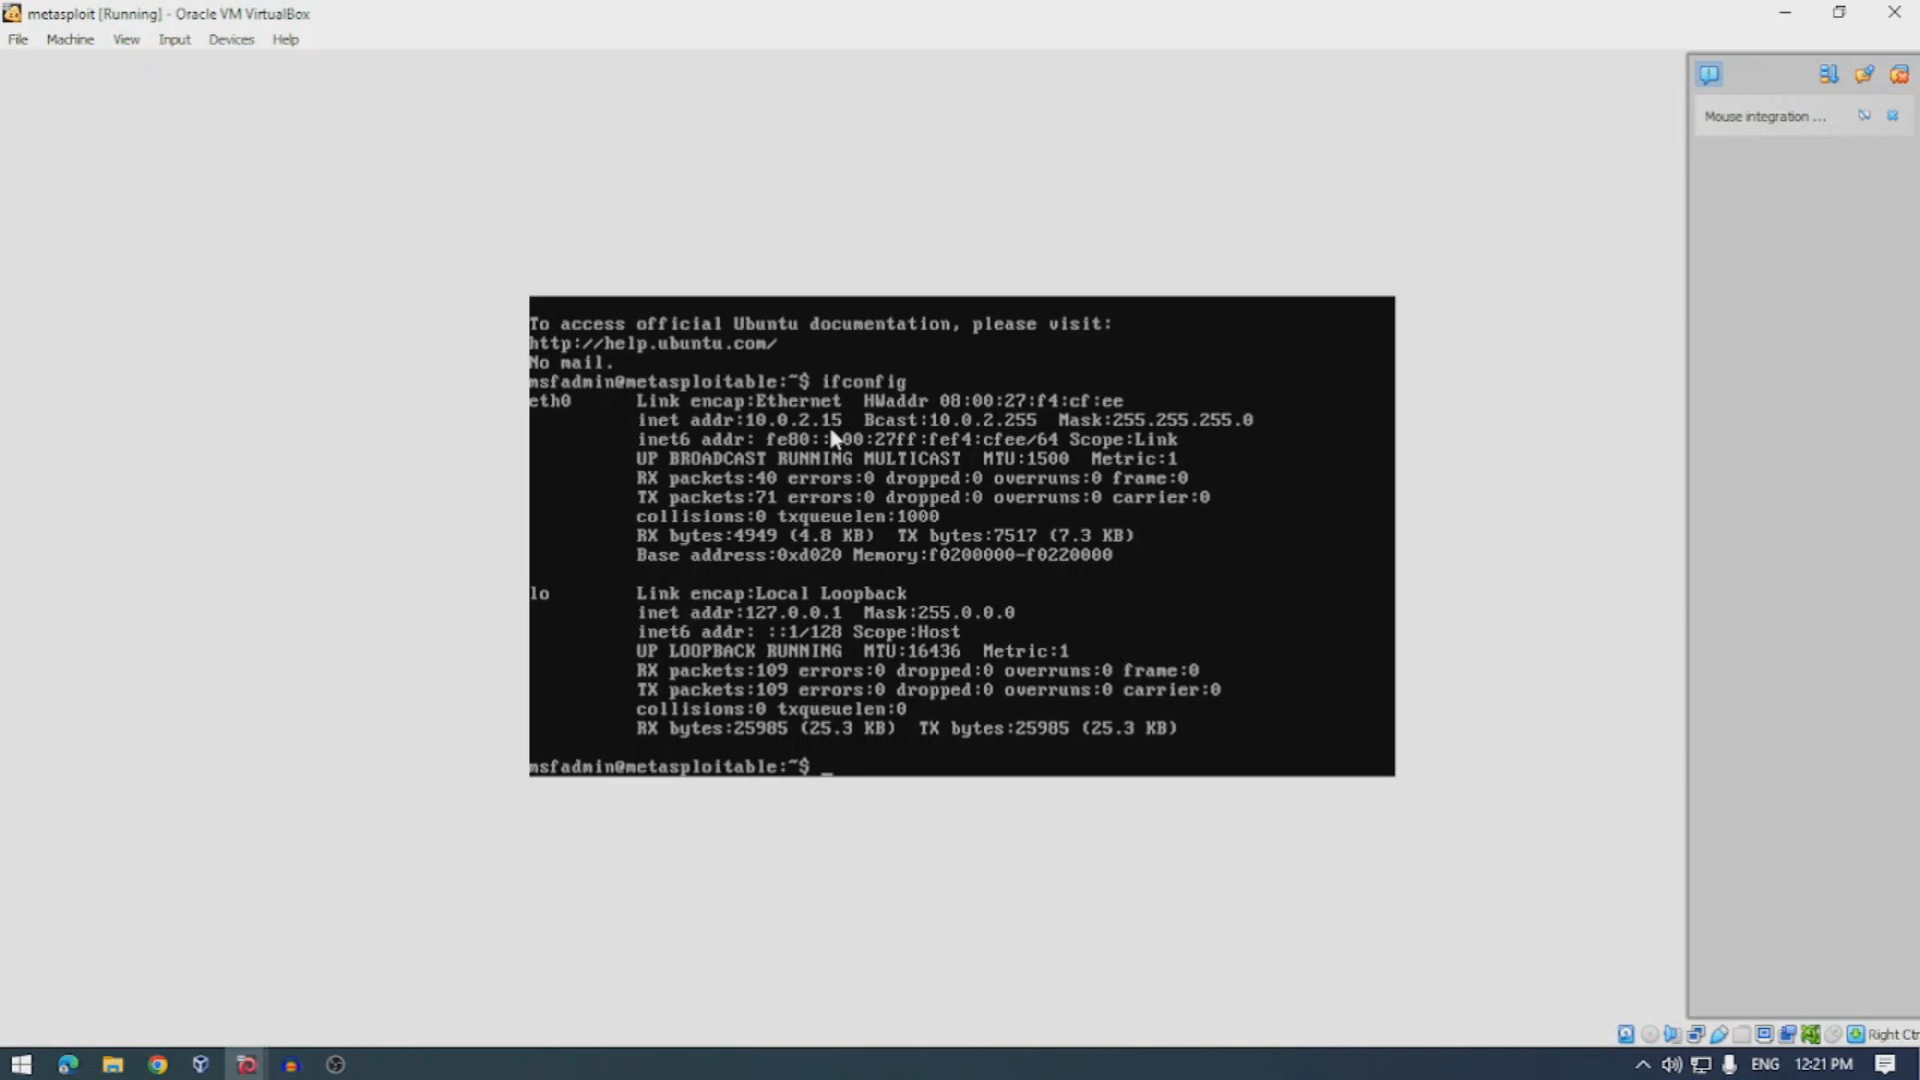 metasploit [Running] - Oracle VM VirtualBox
File Machine View Input Devices Help
Mouse integration ...
To access official Ubuntu documentation, please visit:
http://help.ubuntu.com/
No mail.
msfadmin@metasploitable:~$ ifconfig
eth0 Link encap:Ethernet HWaddr 08:00:27:f4:cf:ee
inet addr:10.0.2.15 Bcast:10.0.2.255 Mask:255.255.255.0
inet6 addr: fe80::00:27ff:fef4:cfee/64 Scope:Link
UP BROADCAST RUNNING MULTICAST MTU:1500 Metric:1
RX packets:40 errors:0 dropped:0 overruns:0 frame:0
TX packets:71 errors:0 dropped:0 overruns:0 carrier:0
collisions:0 txqueuelen:1000
RX bytes:4949 (4.8 KB) TX bytes:7517 (7.3 KB)
Base address:0xd020 Memory:f0200000-f0220000
lo Link encap:Local Loopback
inet addr:127.0.0.1 Mask:255.0.0.0
inet6 addr: ::1/128 Scope:Host
UP LOOPBACK RUNNING MTU:16436 Metric:1
RX packets:109 errors:0 dropped:0 overruns:0 frame:0
TX packets:109 errors:0 dropped:0 overruns:0 carrier:0
collisions:0 txqueuelen:0
RX bytes:25985 (25.3 KB) TX bytes:25985 (25.3 KB)
msfadmin@metasploitable:~$ _
Right Ctr
ENG 12:21 PM